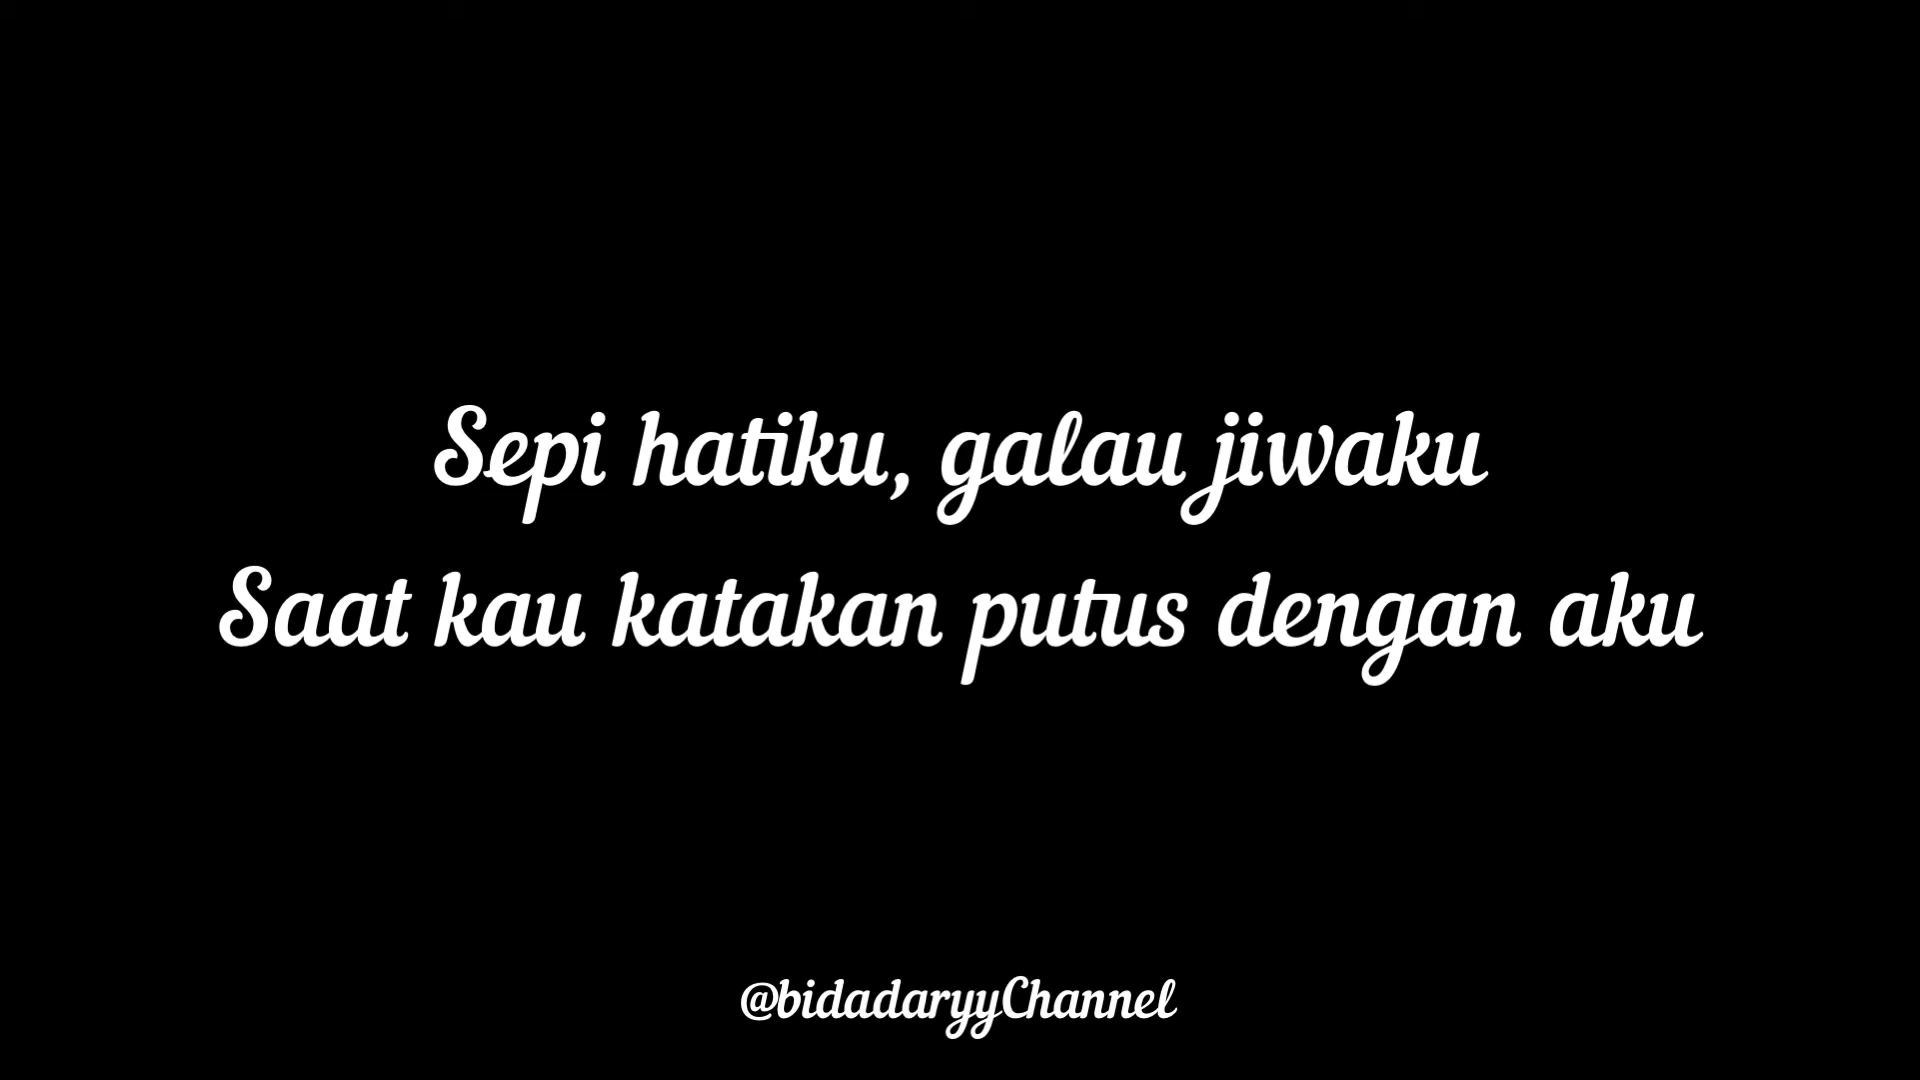 Sepi hatiku, galau jiwaku
Saat kau katakan putus dengan aku
@bidadaryyChannel